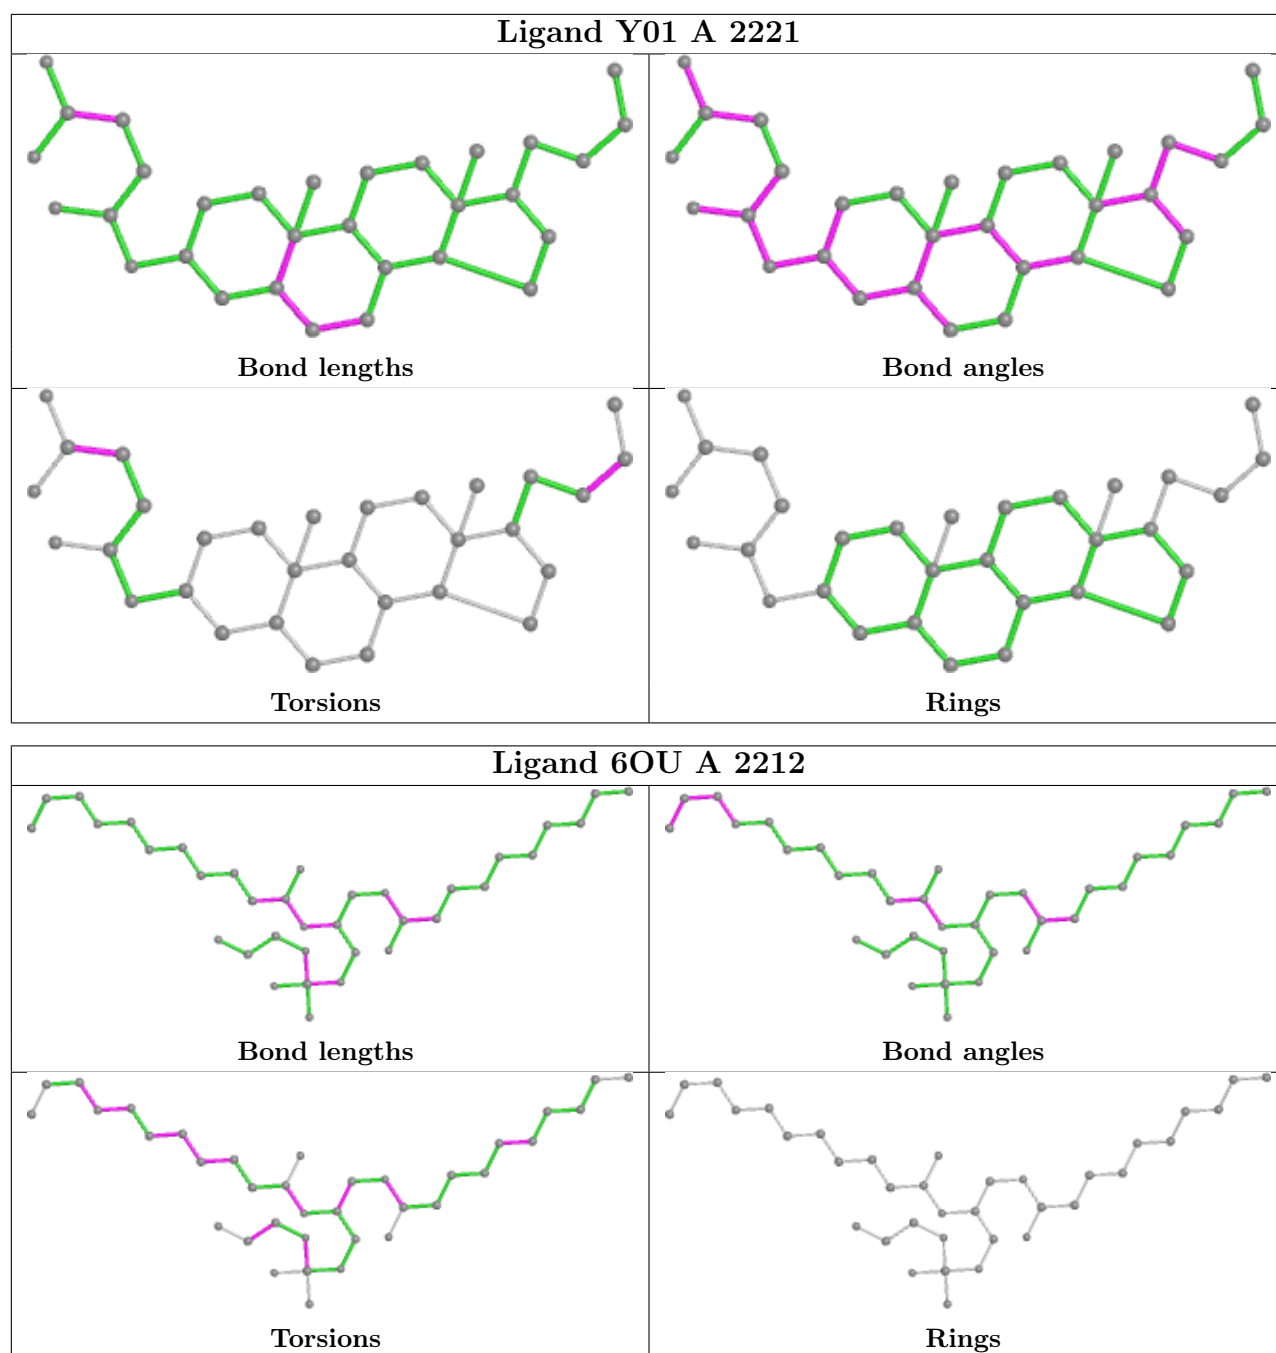 Ligand Y01 A 2221
Bond lengths
Bond angles
Torsions
Rings
Ligand 6OU A 2212
Bond lengths
Bond angles
Torsions
Rings